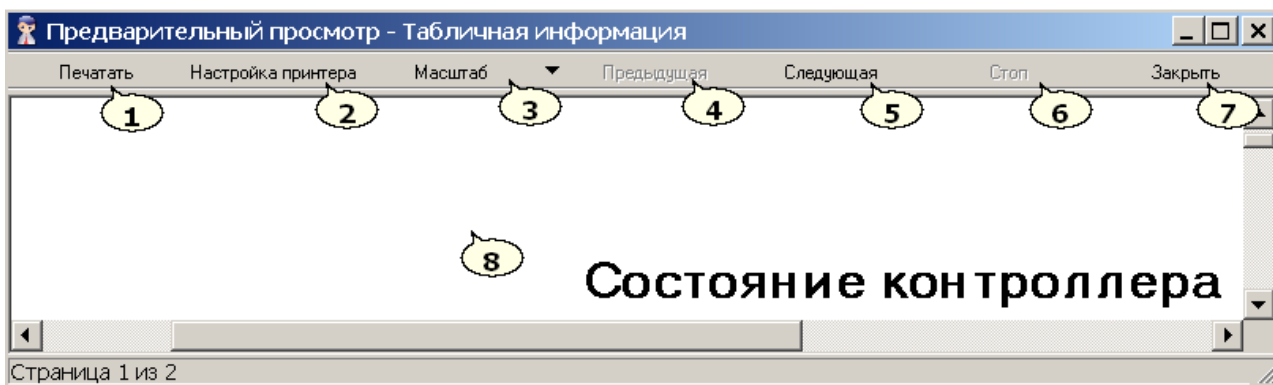 Предварительный просмотр - Табличная информация
Печатать Настройка принтера Масштаб Предыдущая Следующая Стоп Закрыть
1 2 3 4 5 6 7
8
Состояние контроллера
Страница 1 из 2